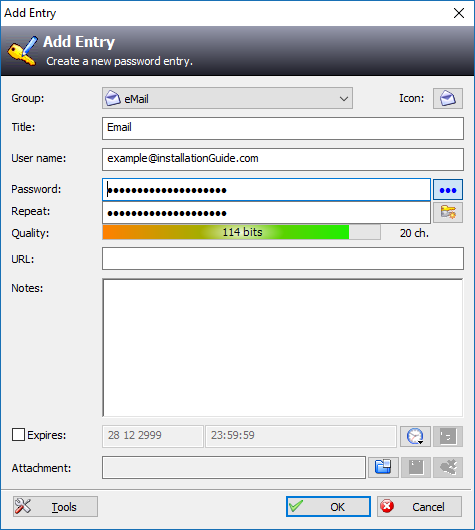 Add Entry
Add Entry
Create a new password entry.
Group: eMail Icon:
Title: Email
User name: example@installationGuide.com
Password: ●●●●●●●●●●●●●●●●●●●● ●●●
Repeat: ●●●●●●●●●●●●●●●●●●●●
Quality: 114 bits 20 ch.
URL:
Notes:
Expires: 28 12 2999 23:59:59
Attachment:
Tools OK Cancel